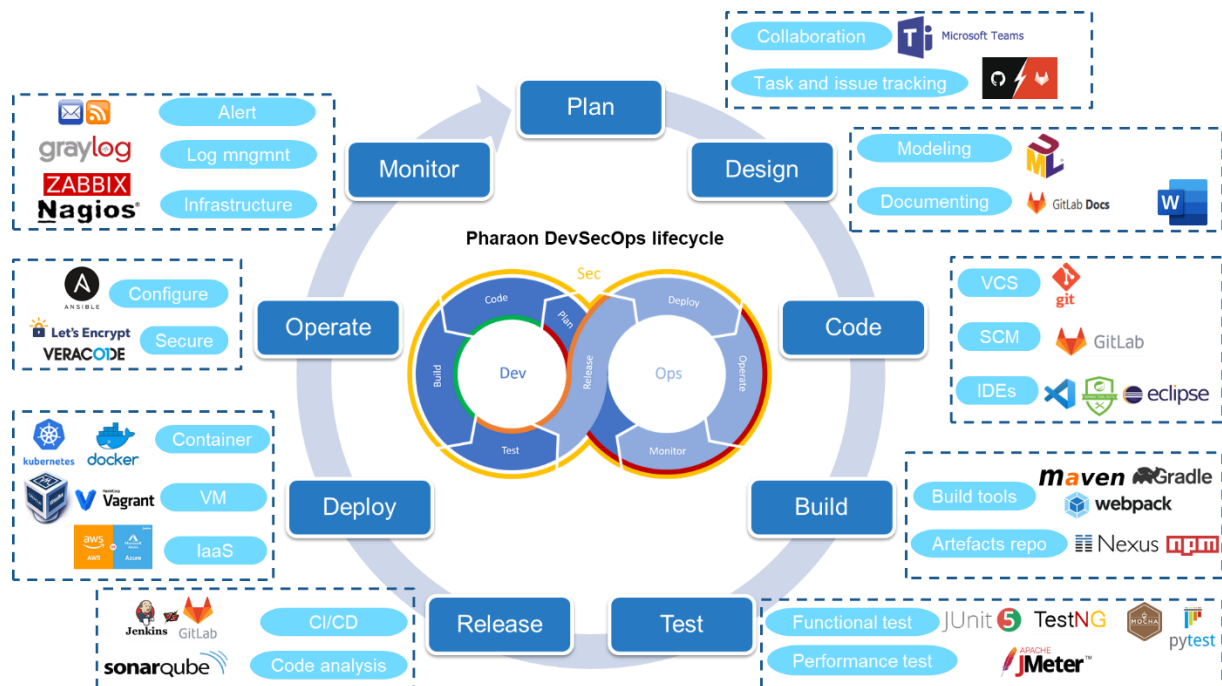 Collaboration
Microsoft Teams
Task and issue tracking
Plan
Alert
graylog
Log mngmnt
ZABBIX
Nagios®
Infrastructure
Monitor
Design
Modeling
UML
Documenting
GitLab Docs
W
Pharaon DevSecOps lifecycle
Sec
Code
Plan
Build
Dev
Test
Release
Deploy
Ops
Operate
Monitor
ANSIBLE
Configure
Let's Encrypt
VERACODE
Secure
Operate
Code
VCS
git
SCM
GitLab
IDEs
eclipse
kubernetes
docker
Container
Vagrant
VM
aws
AWS
Azure
IaaS
Deploy
Build
Build tools
maven
Gradle
webpack
Artefacts repo
Nexus
npm
Jenkins
GitLab
CI/CD
sonarqube
Code analysis
Release
Test
Functional test
JUnit 5
TestNG
MOCHA
pytest
Performance test
APACHE
JMeter™